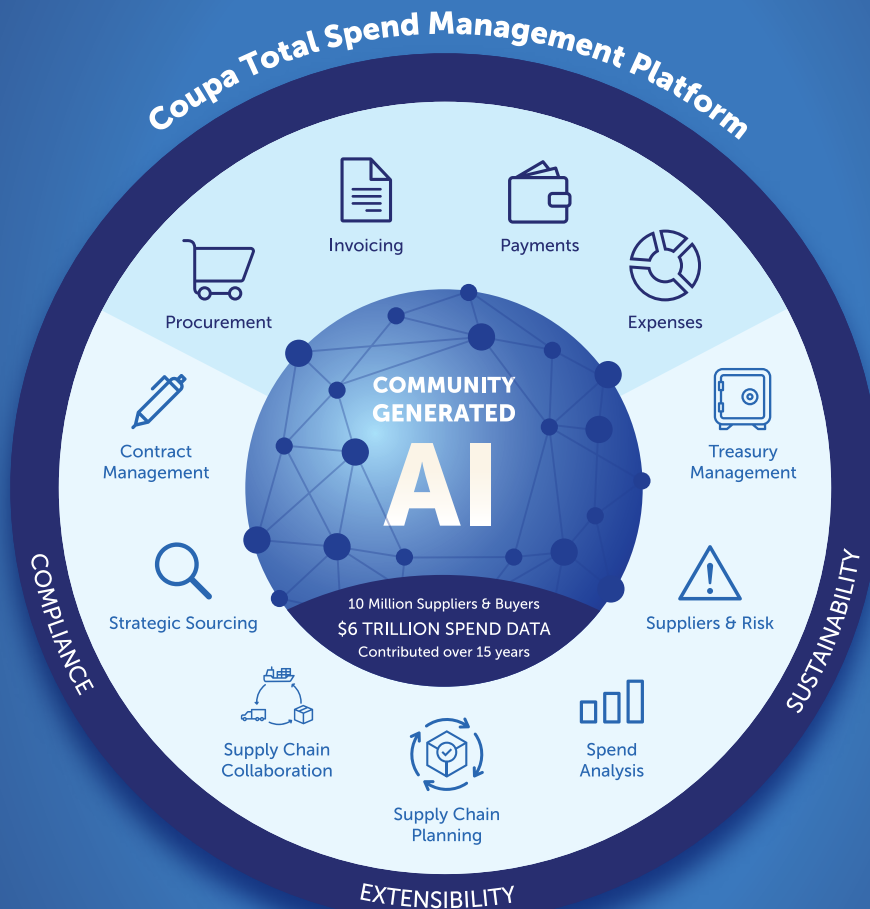 Coupa Total Spend Management Platform
Invoicing
Payments
Procurement
Expenses
COMMUNITY
GENERATED
AI
Contract
Management
Treasury
Management
Strategic Sourcing
Suppliers & Risk
10 Million Suppliers & Buyers
$6 TRILLION SPEND DATA
Contributed over 15 years
Supply Chain
Collaboration
Spend
Analysis
Supply Chain
Planning
COMPLIANCE
EXTENSIBILITY
SUSTAINABILITY